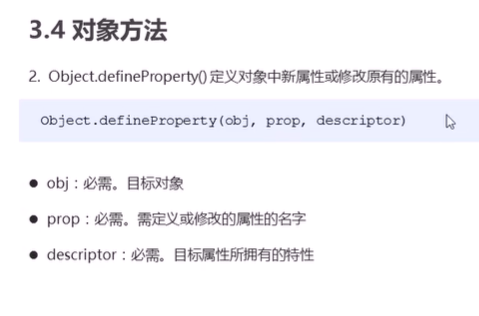 3.4 对象方法
2. Object.defineProperty() 定义对象中新属性或修改原有的属性。
Object.defineProperty(obj, prop, descriptor)
● obj：必需。目标对象
● prop：必需。需定义或修改的属性的名字
● descriptor：必需。目标属性所拥有的特性